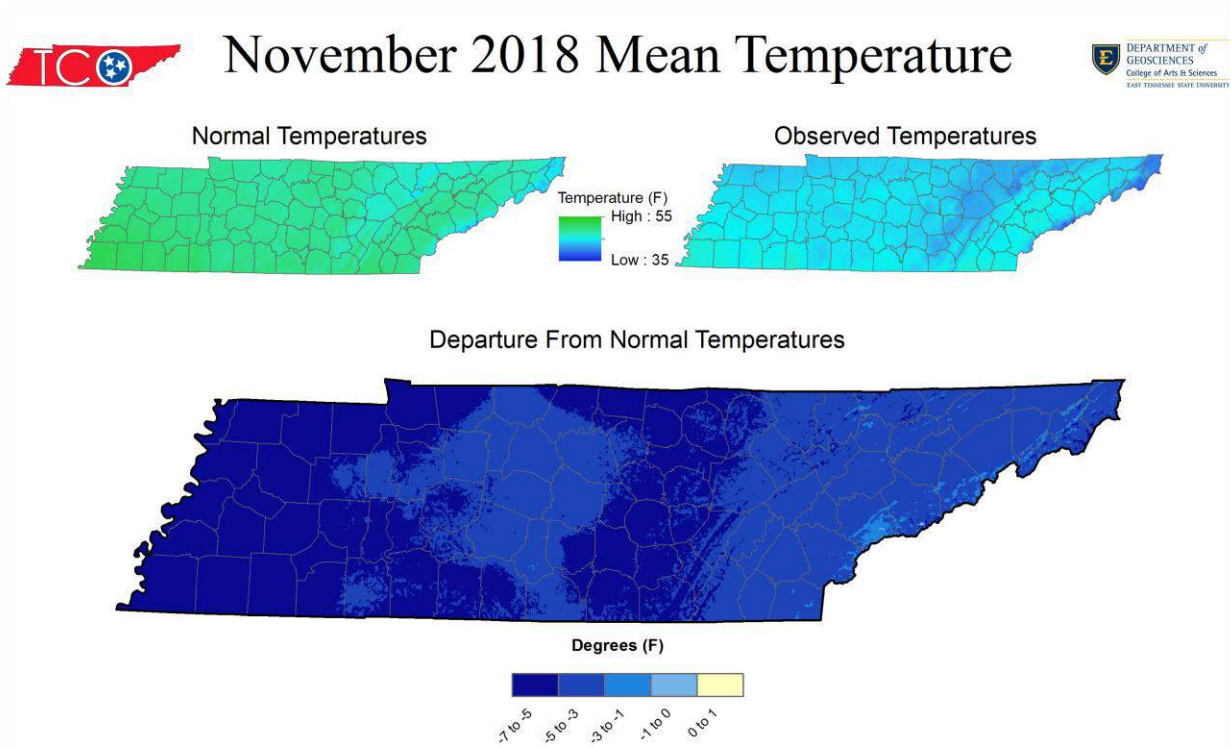 TCO
November 2018 Mean Temperature
E
DEPARTMENT of
GEOSCIENCES
College of Arts & Sciences
EAST TENNESSEE STATE UNIVERSITY
Normal Temperatures
Observed Temperatures
Temperature (F)
High : 55
Low : 35
Departure From Normal Temperatures
Degrees (F)
-7 to -5
-5 to -3
-3 to -1
-1 to 0
0 to 1